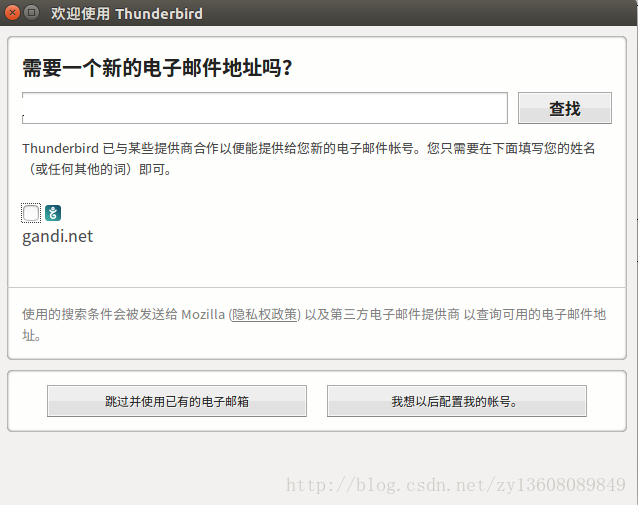 欢迎使用 Thunderbird
需要一个新的电子邮件地址吗?
查找
Thunderbird 已与某些提供商合作以便能提供给您新的电子邮件帐号。您只需要在下面填写您的姓名
（或任何其他的词）即可。
gandi.net
使用的搜索条件会被发送给 Mozilla (隐私权政策) 以及第三方电子邮件提供商 以查询可用的电子邮件地
址。
跳过并使用已有的电子邮箱
我想以后配置我的帐号。
http://blog.csdn.net/zy13608089849